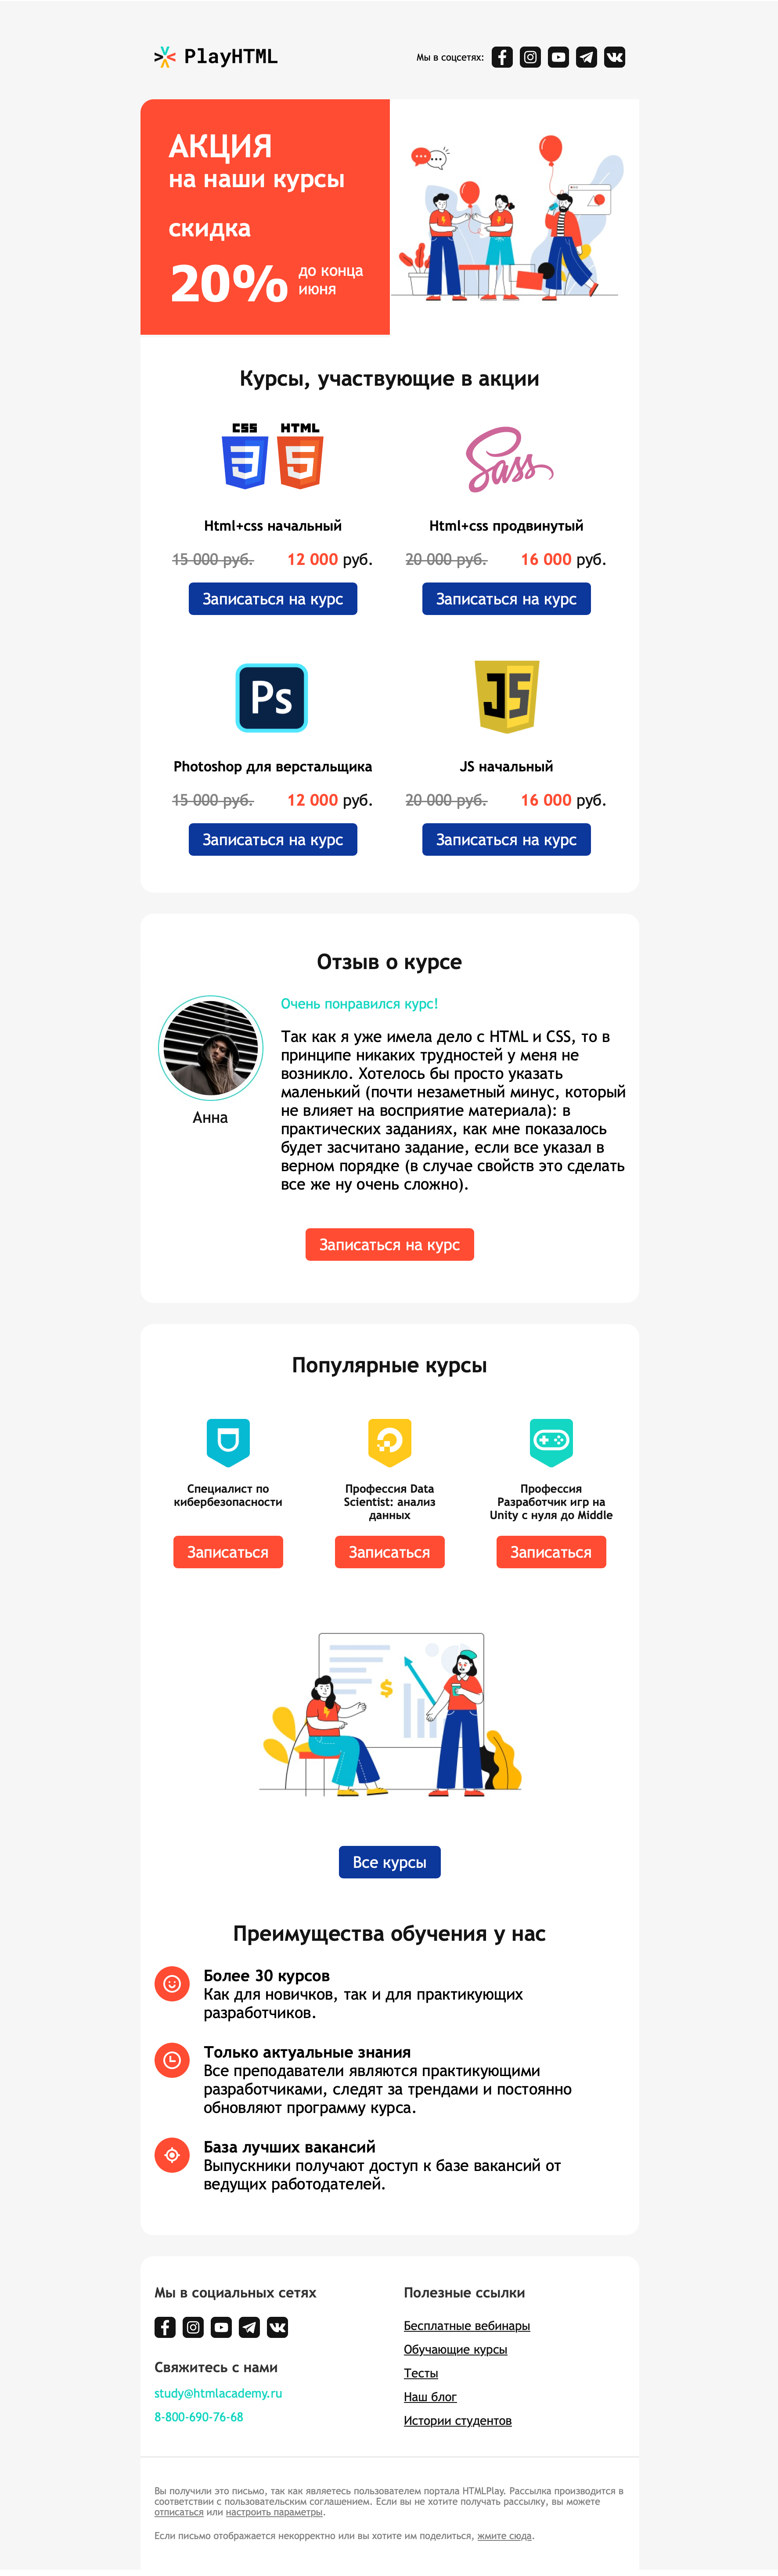 PlayHTML
Мы в соцсетях:
АКЦИЯ
на наши курсы
скидка
20%
до конца
июня
Курсы, участвующие в акции
CSS
HTML
Sass
Html+css начальный
Html+css продвинутый
15 000 руб. 12 000 руб.
20 000 руб. 16 000 руб.
Записаться на курс
Записаться на курс
Ps
JS
Photoshop для верстальщика
JS начальный
15 000 руб. 12 000 руб.
20 000 руб. 16 000 руб.
Записаться на курс
Записаться на курс
Отзыв о курсе
Анна
Очень понравился курс!
Так как я уже имела дело с HTML и CSS, то в
принципе никаких трудностей у меня не
возникло. Хотелось бы просто указать
маленький (почти незаметный минус, который
не влияет на восприятие материала): в
практических заданиях, как мне показалось
будет засчитано задание, если все указал в
верном порядке (в случае свойств это сделать
все же ну очень сложно).
Записаться на курс
Популярные курсы
Специалист по
кибербезопасности
Профессия Data
Scientist: анализ
данных
Профессия
Разработчик игр на
Unity с нуля до Middle
Записаться
Записаться
Записаться
$
Все курсы
Преимущества обучения у нас
Более 30 курсов
Как для новичков, так и для практикующих
разработчиков.
Только актуальные знания
Все преподаватели являются практикующими
разработчиками, следят за трендами и постоянно
обновляют программу курса.
База лучших вакансий
Выпускники получают доступ к базе вакансий от
ведущих работодателей.
Мы в социальных сетях
Свяжитесь с нами
study@htmlacademy.ru
8-800-690-76-68
Полезные ссылки
Бесплатные вебинары
Обучающие курсы
Тесты
Наш блог
Истории студентов
Вы получили это письмо, так как являетесь пользователем портала HTMLPlay. Рассылка производится в
соответствии с пользовательским соглашением. Если вы не хотите получать рассылку, вы можете
отписаться или настроить параметры.
Если письмо отображается некорректно или вы хотите им поделиться, жмите сюда.